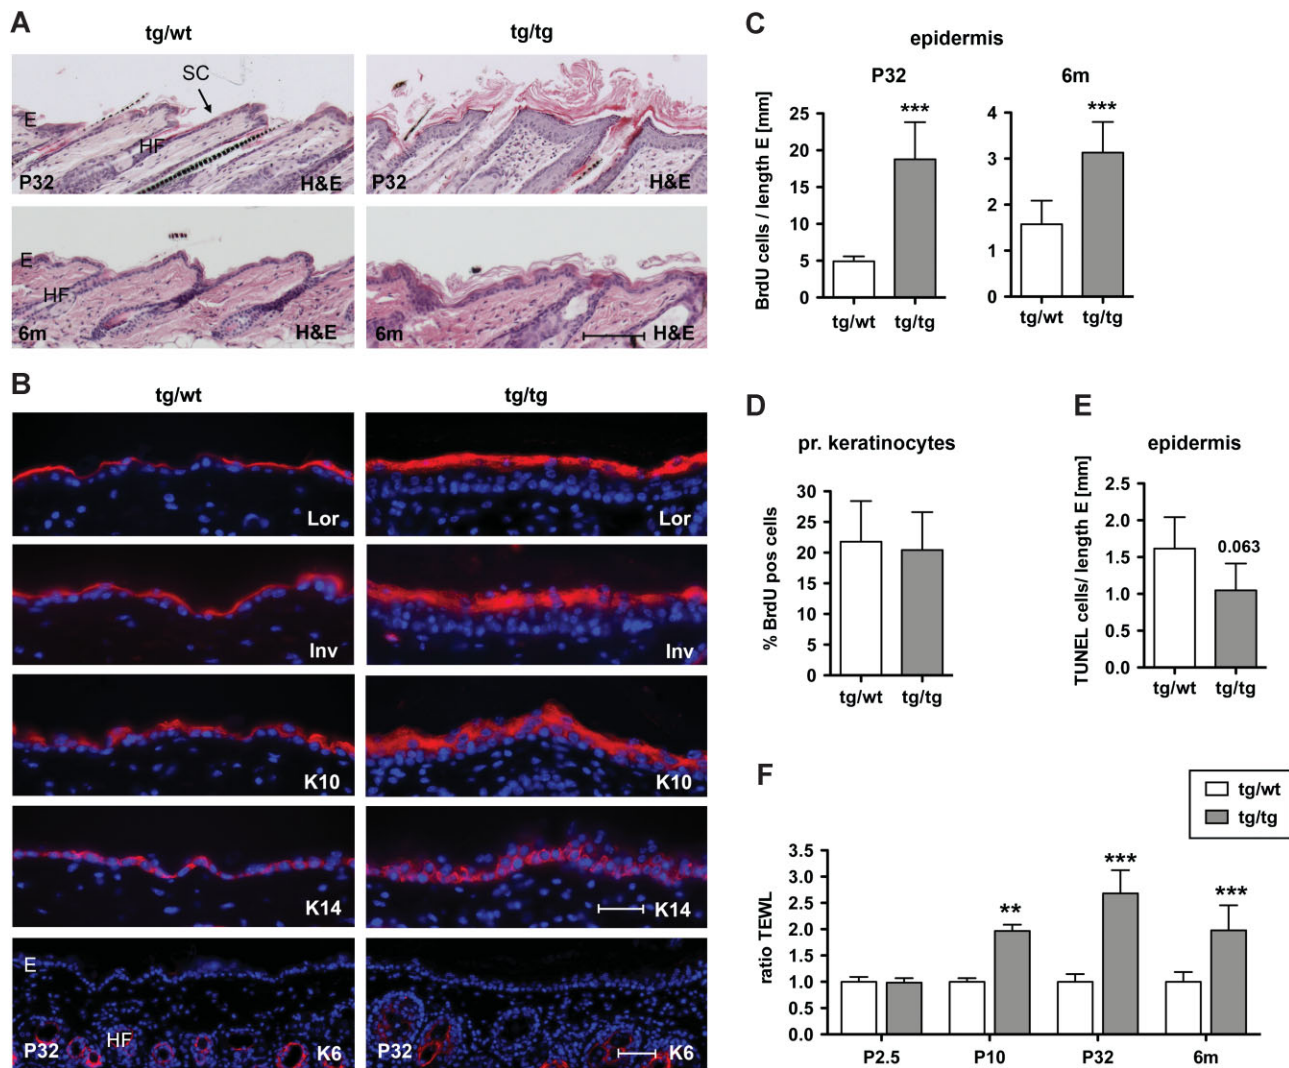 A
tg/wt
tg/tg
SC
E
HF
P32
H&E
P32
H&E
E
HF
6m
H&E
6m
H&E
B
tg/wt
tg/tg
Lor
Lor
Inv
Inv
K10
K10
K14
K14
E
HF
P32
K6
P32
K6
C
epidermis
P32
6m
BrdU cells / length E [mm]
25
20
15
10
5
0
***
tg/wt
tg/tg
4
3
2
1
0
***
tg/wt
tg/tg
D
pr. keratinocytes
% BrdU pos cells
30
25
20
15
10
5
0
tg/wt
tg/tg
E
epidermis
TUNEL cells/ length E [mm]
2.5
2.0
1.5
1.0
0.5
0.0
0.063
tg/wt
tg/tg
F
tg/wt
tg/tg
ratio TEWL
3.5
3.0
2.5
2.0
1.5
1.0
0.5
0.0
**
***
***
P2.5
P10
P32
6m